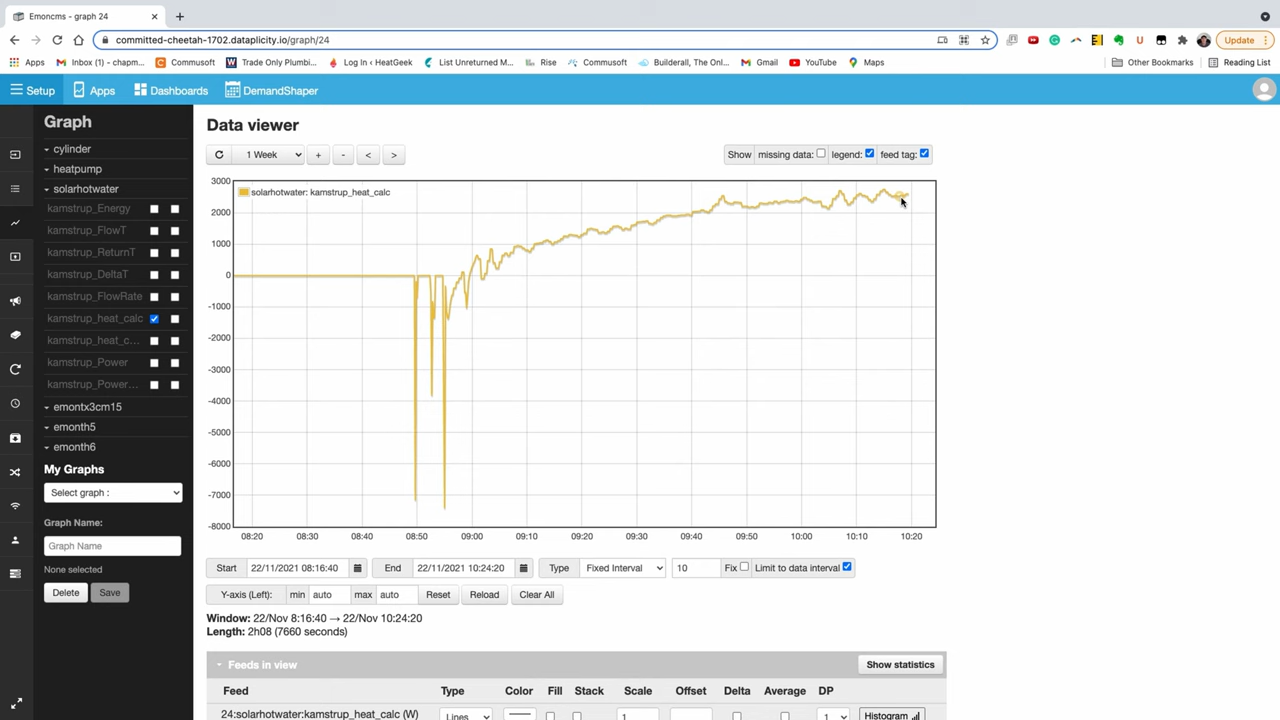 Emoncms - graph 24
committed-cheetah-1702.dataplicity.io/graph/24
Update
Apps
Inbox (1) - chapm...
Commusoft
Trade Only Plumbi...
Log In ‹ HeatGeek
List Unreturned M...
Rise
Commusoft
Builderall, The Onl...
Gmail
YouTube
Maps
Other Bookmarks
Reading List
Setup
Apps
Dashboards
DemandShaper
Graph
cylinder
heatpump
solarhotwater
kamstrup_Energy
kamstrup_FlowT
kamstrup_ReturnT
kamstrup_DeltaT
kamstrup_FlowRate
kamstrup_heat_calc
kamstrup_heat_c...
kamstrup_Power
kamstrup_Power...
emontx3cm15
emonth5
emonth6
My Graphs
Select graph :
Graph Name:
Graph Name
None selected
Delete
Save
Data viewer
1 Week
+
-
<
>
Show
missing data:
legend:
feed tag:
solarhotwater: kamstrup_heat_calc
3000
2000
1000
0
-1000
-2000
-3000
-4000
-5000
-6000
-7000
-8000
08:20
08:30
08:40
08:50
09:00
09:10
09:20
09:30
09:40
09:50
10:00
10:10
10:20
Start
22/11/2021 08:16:40
End
22/11/2021 10:24:20
Type
Fixed Interval
10
Fix
Limit to data interval
Y-axis (Left):
min
auto
max
auto
Reset
Reload
Clear All
Window: 22/Nov 8:16:40 → 22/Nov 10:24:20
Length: 2h08 (7660 seconds)
Feeds in view
Show statistics
Feed
Type
Color
Fill
Stack
Scale
Offset
Delta
Average
DP
24:solarhotwater:kamstrup_heat_calc (W)
Lines
1
1
Histogram